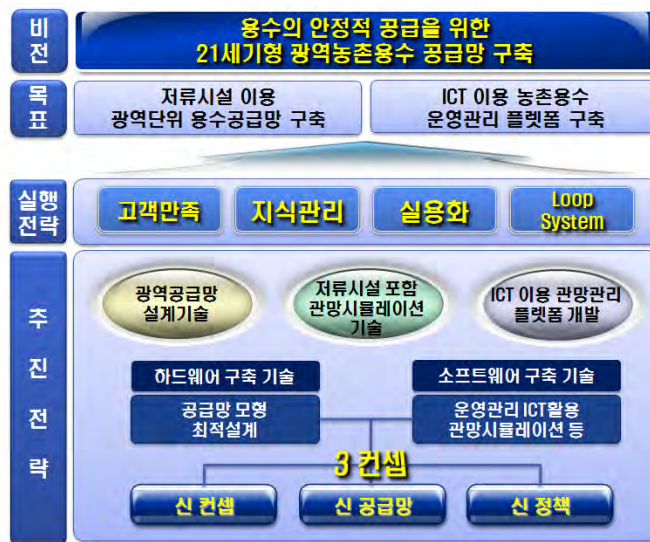 비전
용수의 안정적 공급을 위한
21세기형 광역농촌용수 공급망 구축
목표
저류시설 이용
광역단위 용수공급망 구축
ICT 이용 농촌용수
운영관리 플렛폼 구축
실행
전략
고객만족
지식관리
실용화
Loop
System
추진전략
광역공급망
설계기술
저류시설 포함
관망시뮬레이션
기술
ICT 이용 관망관리
플렛폼 개발
하드웨어 구축 기술
소프트웨어 구축 기술
공급망 모형
최적설계
운영관리 ICT활용
관망시뮬레이션 등
3 컨셉
신 컨셉
신 공급망
신 정책